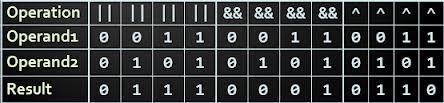 Operation || || || || && && && && ^ ^ ^ ^
Operand1 0 0 1 1 0 0 1 1 0 0 1 1
Operand2 0 1 0 1 0 1 0 1 0 1 0 1
Result 0 1 1 1 0 0 0 1 0 1 1 0